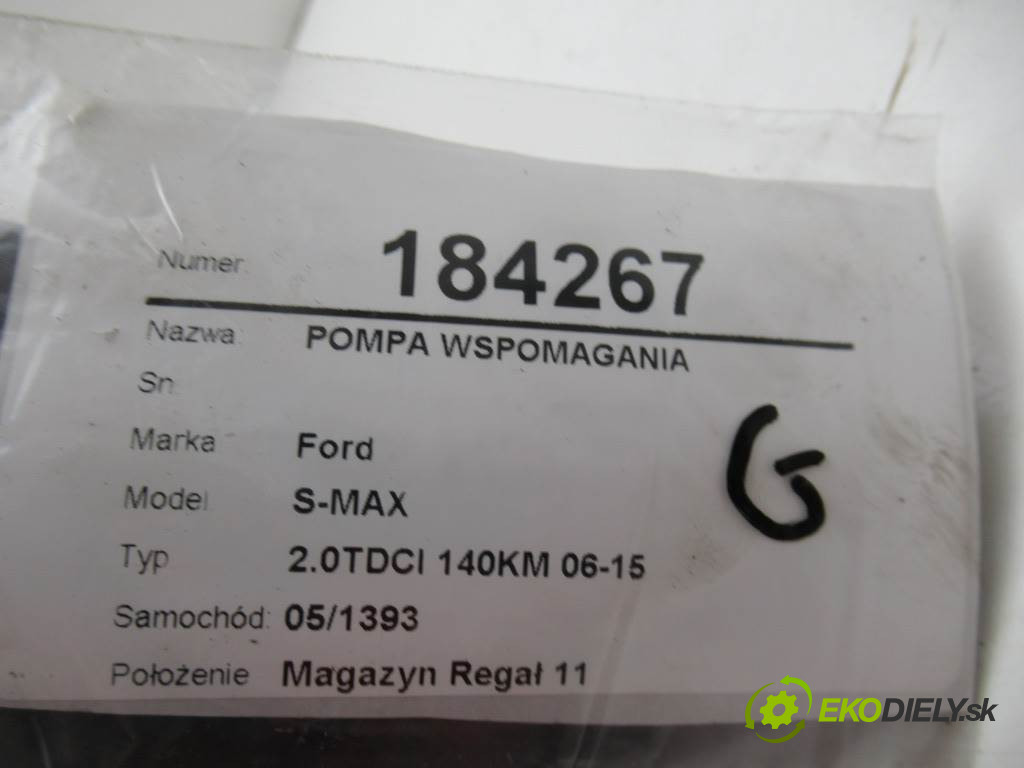 Numer: 184267
Nazwa: POMPA WSPOMAGANIA
Sn
Marka Ford
Model S-MAX
Typ 2.0TDCI 140KM 06-15
Samochód: 05/1393
Położenie Magazyn Regał 11
G
EKODIELY.sk